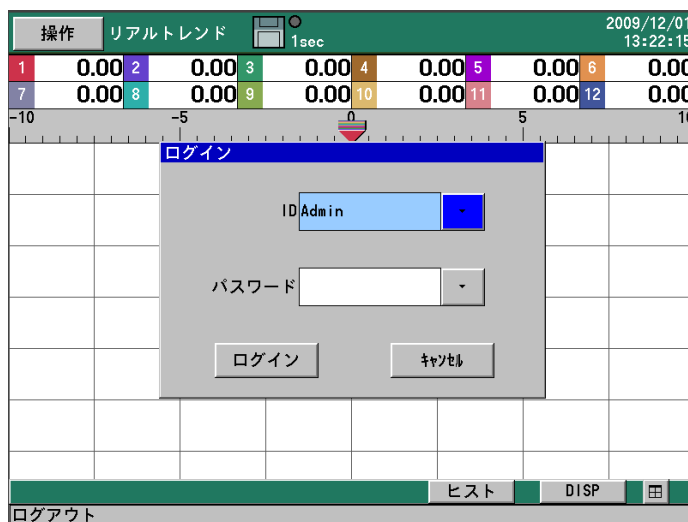 操作 リアルトレンド 1sec 2009/12/01
13:22:15
1 0.00 2 0.00 3 0.00 4 0.00 5 0.00 6 0.00
7 0.00 8 0.00 9 0.00 10 0.00 11 0.00 12 0.00
-10 -5 0 5 10
ログイン
ID Admin
パスワード
ログイン ｷｬﾝｾﾙ
ヒスト DISP
ログアウト